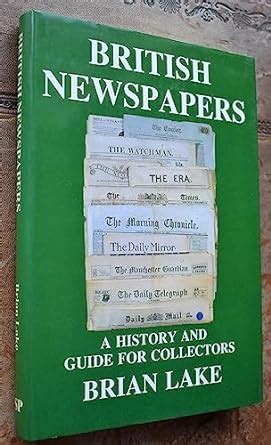 BRITISH
NEWSPAPERS
The Courier.
THE WATCHMAN.
THE ERA.
The
Times.
The Morning Chronicle.
The Daily Mirror
The Manchester Guardian
The Daily Telegraph
Daily Mail
A HISTORY AND
GUIDE FOR COLLECTORS
BRIAN LAKE
BRITISH NEWSPAPERS
Brian Lake
SP